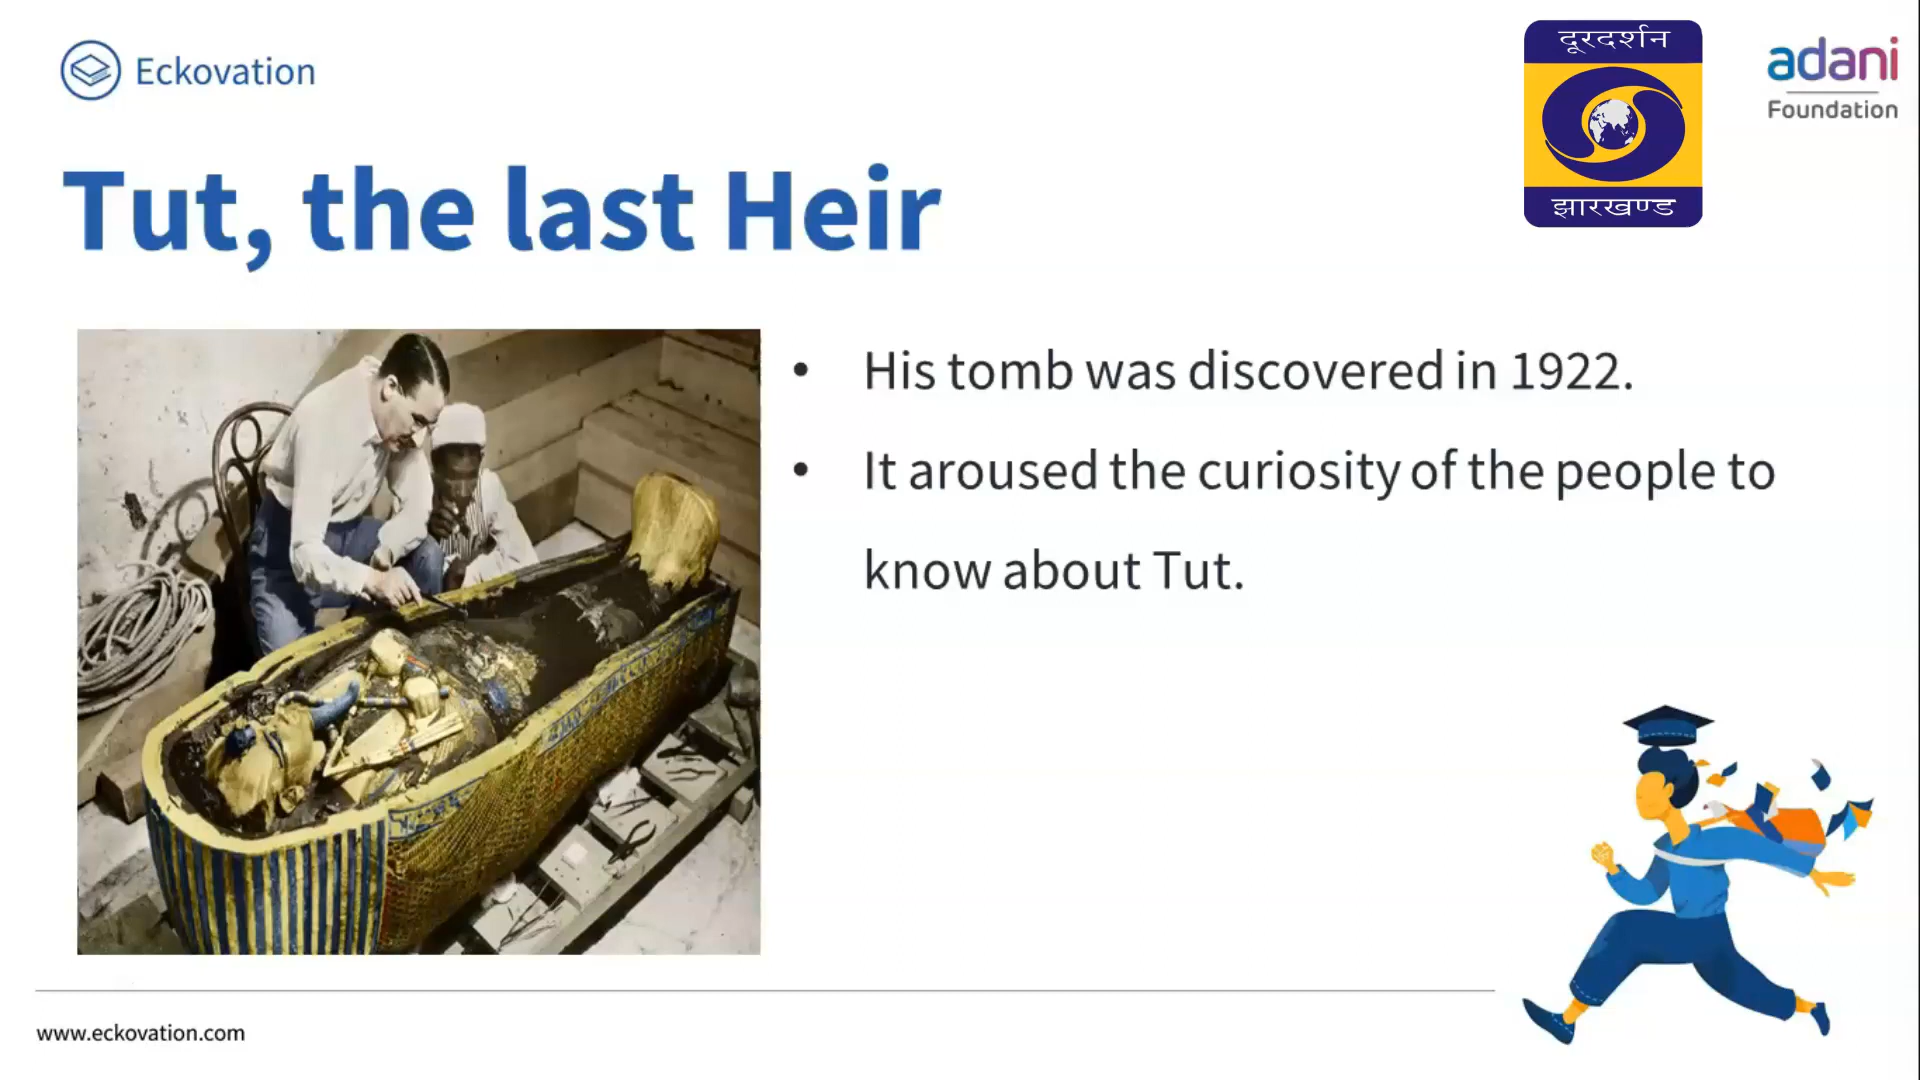 Eckovation
दूरदर्शन
झारखण्ड
adani
Foundation
Tut, the last Heir
• His tomb was discovered in 1922.
• It aroused the curiosity of the people to
know about Tut.
www.eckovation.com